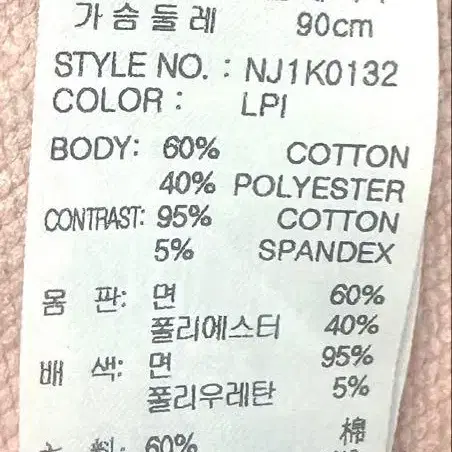 가슴둘레 90cm
STYLE NO. : NJ1K0132
COLOR : LPI
BODY: 60% COTTON
40% POLYESTER
CONTRAST: 95% COTTON
5% SPANDEX
몸 판: 면 60%
폴리에스터 40%
배 색: 면 95%
폴리우레탄 5%
60% 棉